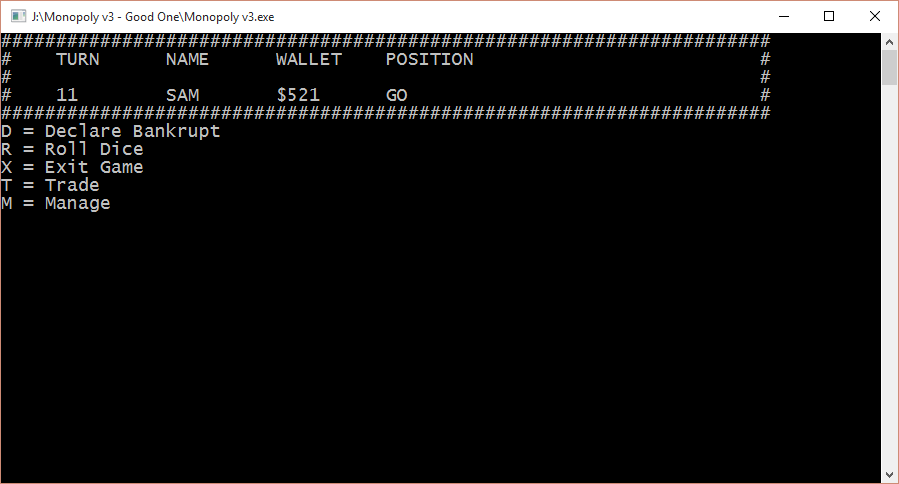 J:\Monopoly v3 - Good One\Monopoly v3.exe
######################################################################
#    TURN      NAME      WALLET    POSITION                          #
#                                                                    #
#    11        SAM       $521      GO                                #
######################################################################
D = Declare Bankrupt
R = Roll Dice
X = Exit Game
T = Trade
M = Manage